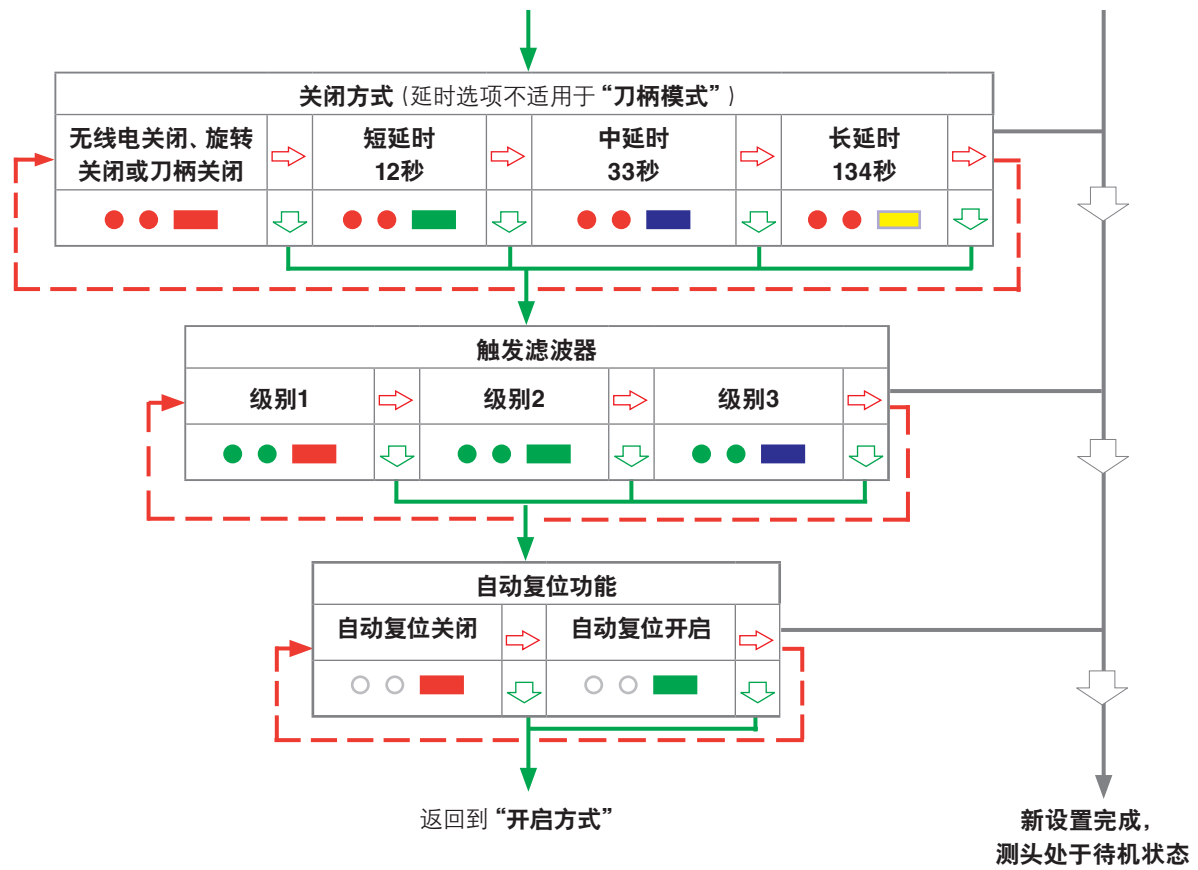 关闭方式（延时选项不适用于“刀柄模式”）
无线电关闭、旋转
关闭或刀柄关闭
短延时
12秒
中延时
33秒
长延时
134秒
触发滤波器
级别1
级别2
级别3
自动复位功能
自动复位关闭
自动复位开启
返回到“开启方式”
新设置完成，
测头处于待机状态